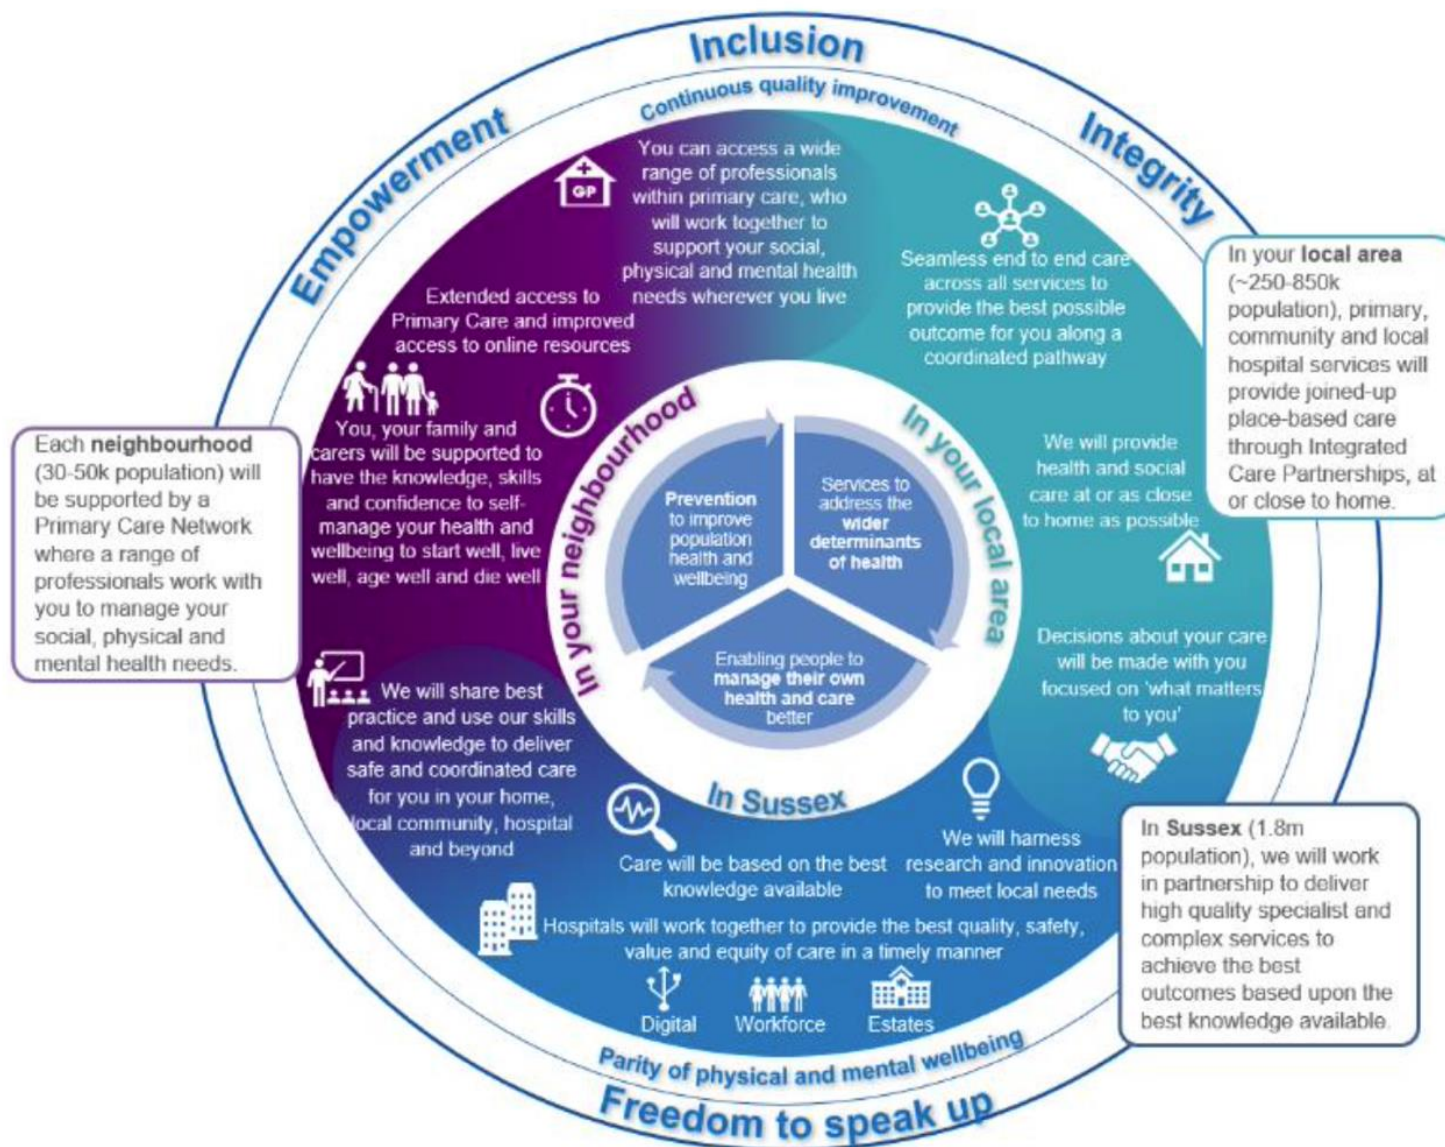 Inclusion
Empowerment
Integrity
Continuous quality improvement
GP
You can access a wide
range of professionals
within primary care, who
will work together to
support your social,
physical and mental health
needs wherever you live
Extended access to
Primary Care and improved
access to online resources
You, your family and
carers will be supported to
have the knowledge, skills
and confidence to self-
manage your health and
wellbeing to start well, live
well, age well and die well
Each neighbourhood
(30-50k population) will
be supported by a
Primary Care Network
where a range of
professionals work with
you to manage your
social, physical and
mental health needs.
Seamless end to end care
across all services to
provide the best possible
outcome for you along a
coordinated pathway
In your local area
(~250-850k
population), primary,
community and local
hospital services will
provide joined-up
place-based care
through Integrated
Care Partnerships, at
or close to home.
We will provide
health and social
care at or as close
to home as possible
Decisions about your care
will be made with you
focused on 'what matters
to you'
In your neighbourhood
In your local area
In Sussex
Prevention
to improve
population
health and
wellbeing
Services to
address the
wider
determinants
of health
Enabling people to
manage their own
health and care
better
We will share best
practice and use our skills
and knowledge to deliver
safe and coordinated care
for you in your home,
local community, hospital
and beyond
Care will be based on the best
knowledge available
We will harness
research and innovation
to meet local needs
Hospitals will work together to provide the best quality, safety,
value and equity of care in a timely manner
Digital
Workforce
Estates
In Sussex (1.8m
population), we will work
in partnership to deliver
high quality specialist and
complex services to
achieve the best
outcomes based upon the
best knowledge available.
Parity of physical and mental wellbeing
Freedom to speak up